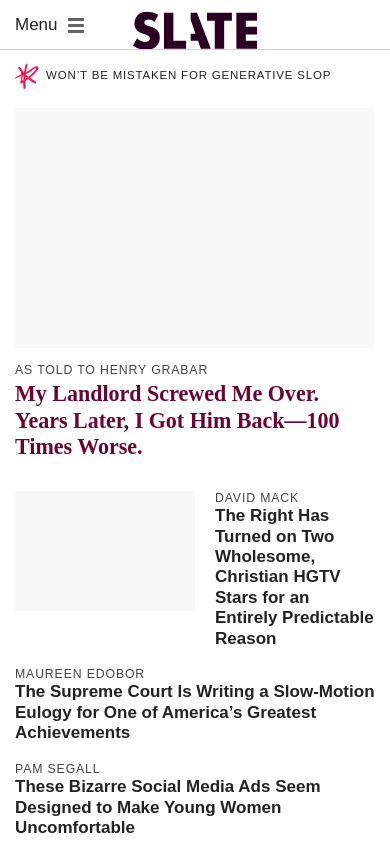 Menu
SLATE
WON’T BE MISTAKEN FOR GENERATIVE SLOP
AS TOLD TO HENRY GRABAR
My Landlord Screwed Me Over.
Years Later, I Got Him Back—100
Times Worse.
DAVID MACK
The Right Has
Turned on Two
Wholesome,
Christian HGTV
Stars for an
Entirely Predictable
Reason
MAUREEN EDOBOR
The Supreme Court Is Writing a Slow-Motion
Eulogy for One of America’s Greatest
Achievements
PAM SEGALL
These Bizarre Social Media Ads Seem
Designed to Make Young Women
Uncomfortable